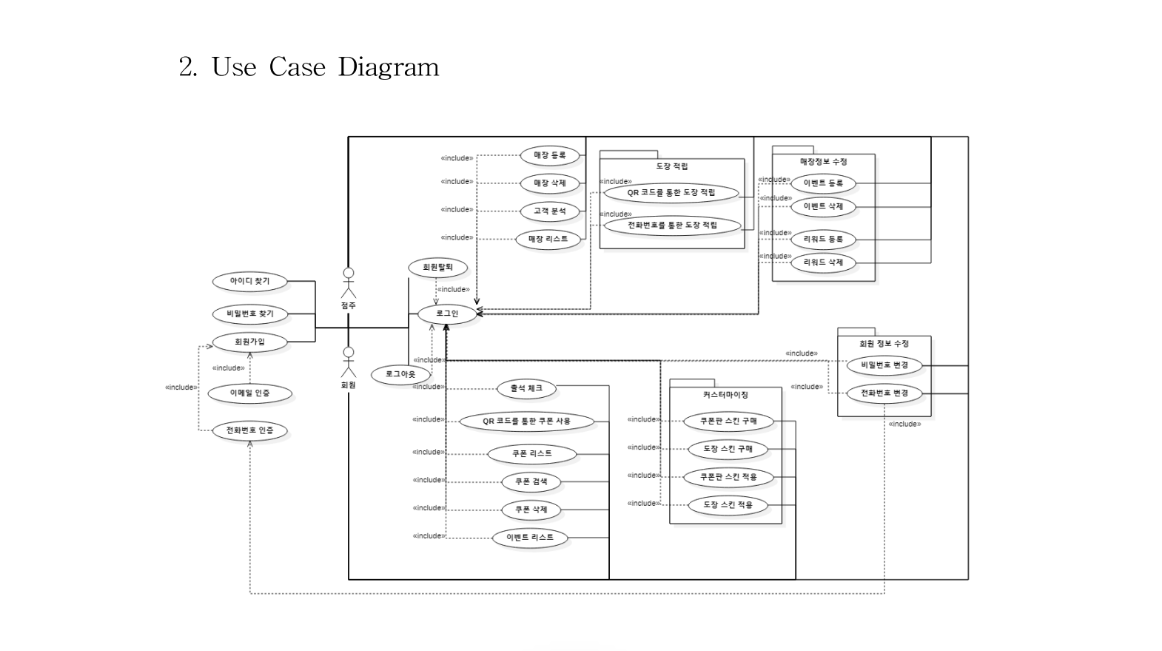 2. Use Case Diagram
«include»
매장 등록
«include»
매장 삭제
«include»
고객 분석
«include»
매장 리스트
도장 적립
«include»
QR 코드를 통한 도장 적립
«include»
전화번호를 통한 도장 적립
매장정보 수정
«include»
이벤트 등록
«include»
이벤트 삭제
«include»
리워드 등록
«include»
리워드 삭제
회원탈퇴
«include»
로그인
«include»
로그아웃
아이디 찾기
비밀번호 찾기
회원가입
«include»
«include»
이메일 인증
전화번호 인증
점주
회원
«include»
출석 체크
«include»
QR 코드를 통한 쿠폰 사용
«include»
쿠폰 리스트
«include»
쿠폰 검색
«include»
쿠폰 삭제
«include»
이벤트 리스트
커스터마이징
«include»
쿠폰판 스킨 구매
«include»
도장 스킨 구매
«include»
쿠폰판 스킨 적용
«include»
도장 스킨 적용
회원 정보 수정
«include»
비밀번호 변경
«include»
전화번호 변경
«include»